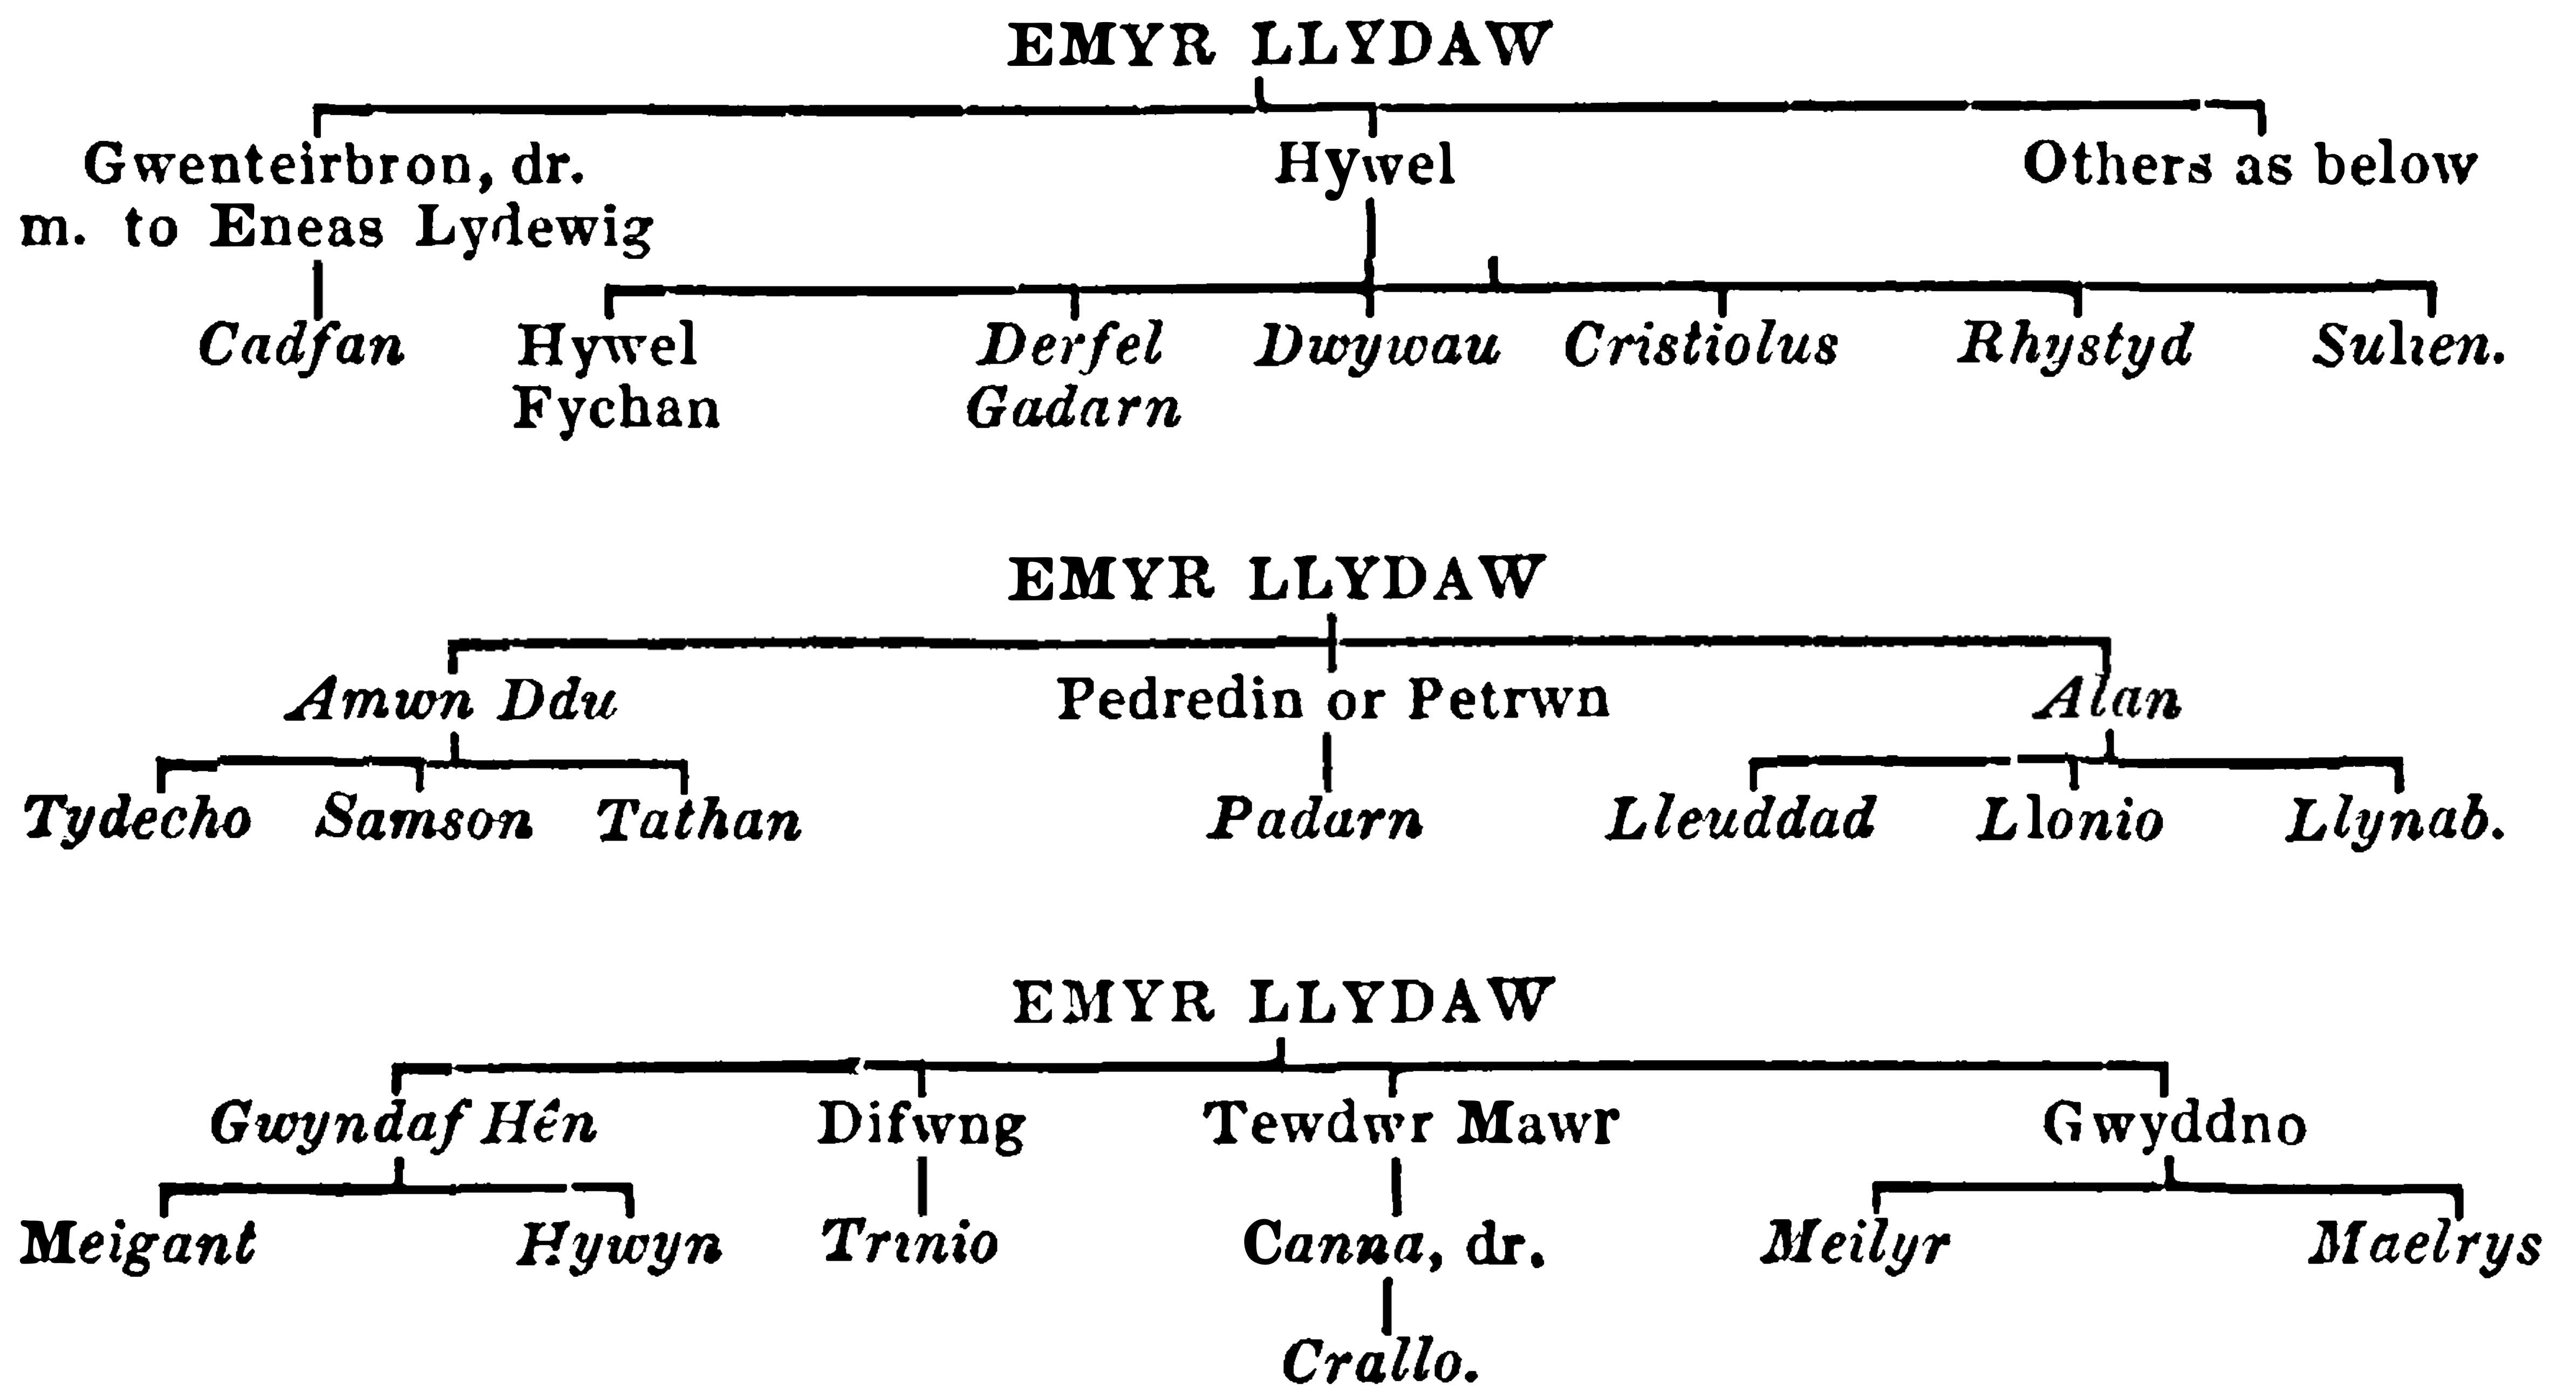 EMYR LLYDAW
Gwenteirbron, dr. Hywel Others as below
m. to Eneas Lydewig
Cadfan Hywel Derfel Dwywau Cristiolus Rhystyd Sulien.
Fychan Gadarn
EMYR LLYDAW
Amwn Ddu Pedredin or Petrwn Alan
Tydecho Samson Tathan Padarn Lleuddad Llonio Llynab.
EMYR LLYDAW
Gwyndaf Hên Difwng Tewdwr Mawr Gwyddno
Meigant Hywyn Trinio Canna, dr. Meilyr Maelrys
Crallo.